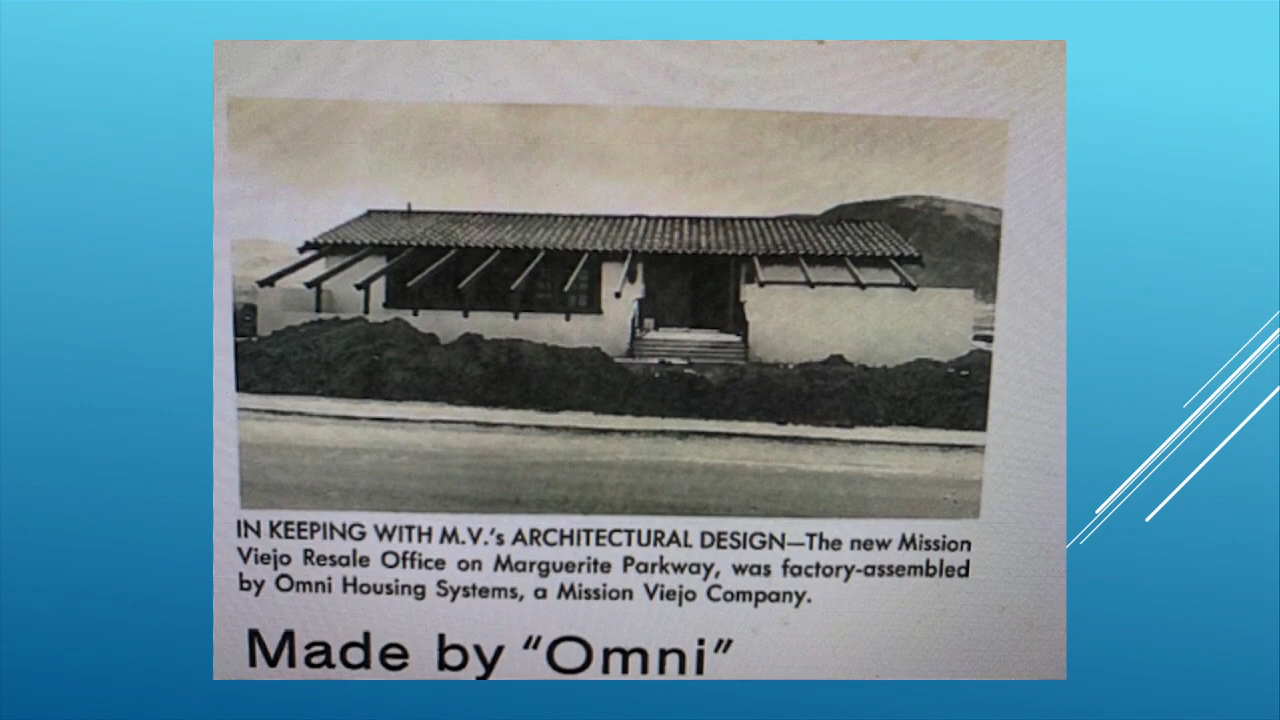 IN KEEPING WITH M.V.'s ARCHITECTURAL DESIGN—The new Mission
Viejo Resale Office on Marguerite Parkway, was factory-assembled
by Omni Housing Systems, a Mission Viejo Company.
Made by "Omni"